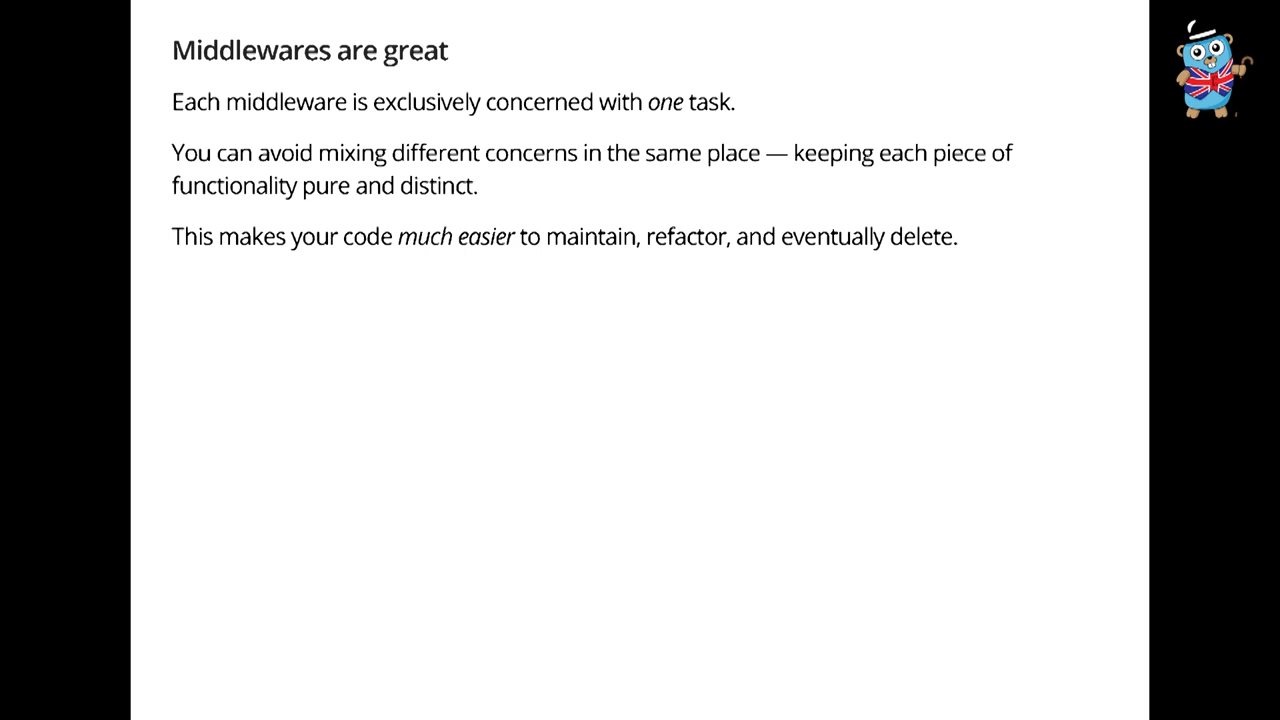 Middlewares are great
Each middleware is exclusively concerned with one task.
You can avoid mixing different concerns in the same place — keeping each piece of
functionality pure and distinct.
This makes your code much easier to maintain, refactor, and eventually delete.